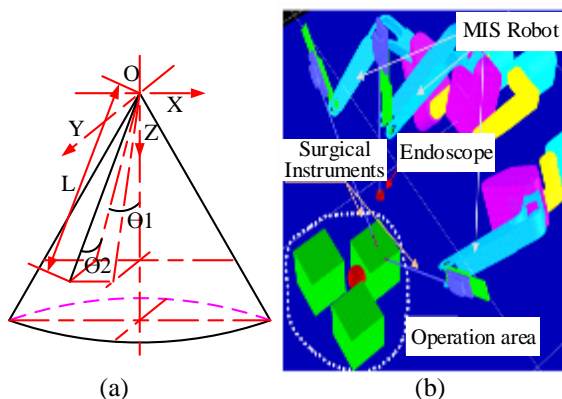 O
X
Z
Y
L
Θ1
Θ2
(a)
MIS Robot
Surgical
Instruments
Endoscope
Operation area
(b)